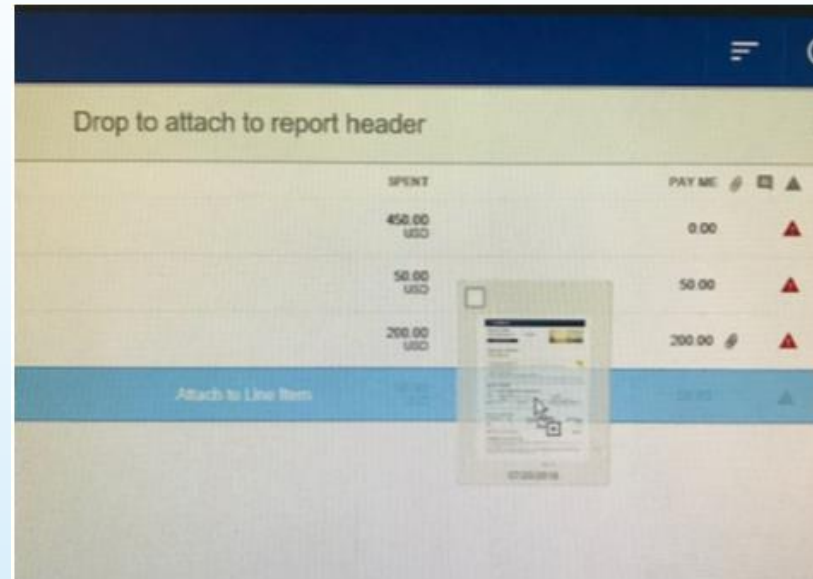 Drop to attach to report header
SPENT PAY ME
450.00 0.00
USD
50.00 50.00
USD
200.00 200.00
USD
Attach to Line Item